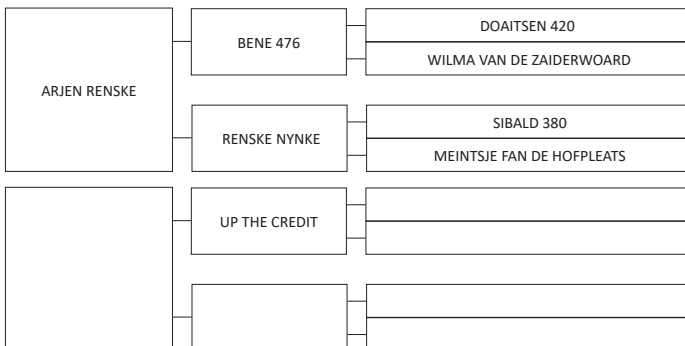 DOAITSEN 420
BENE 476
WILMA VAN DE ZAIDERWOARD
ARJEN RENSKE
SIBALD 380
RENSKE NYNKE
MEINTSJE FAN DE HOFPLEATS
UP THE CREDIT